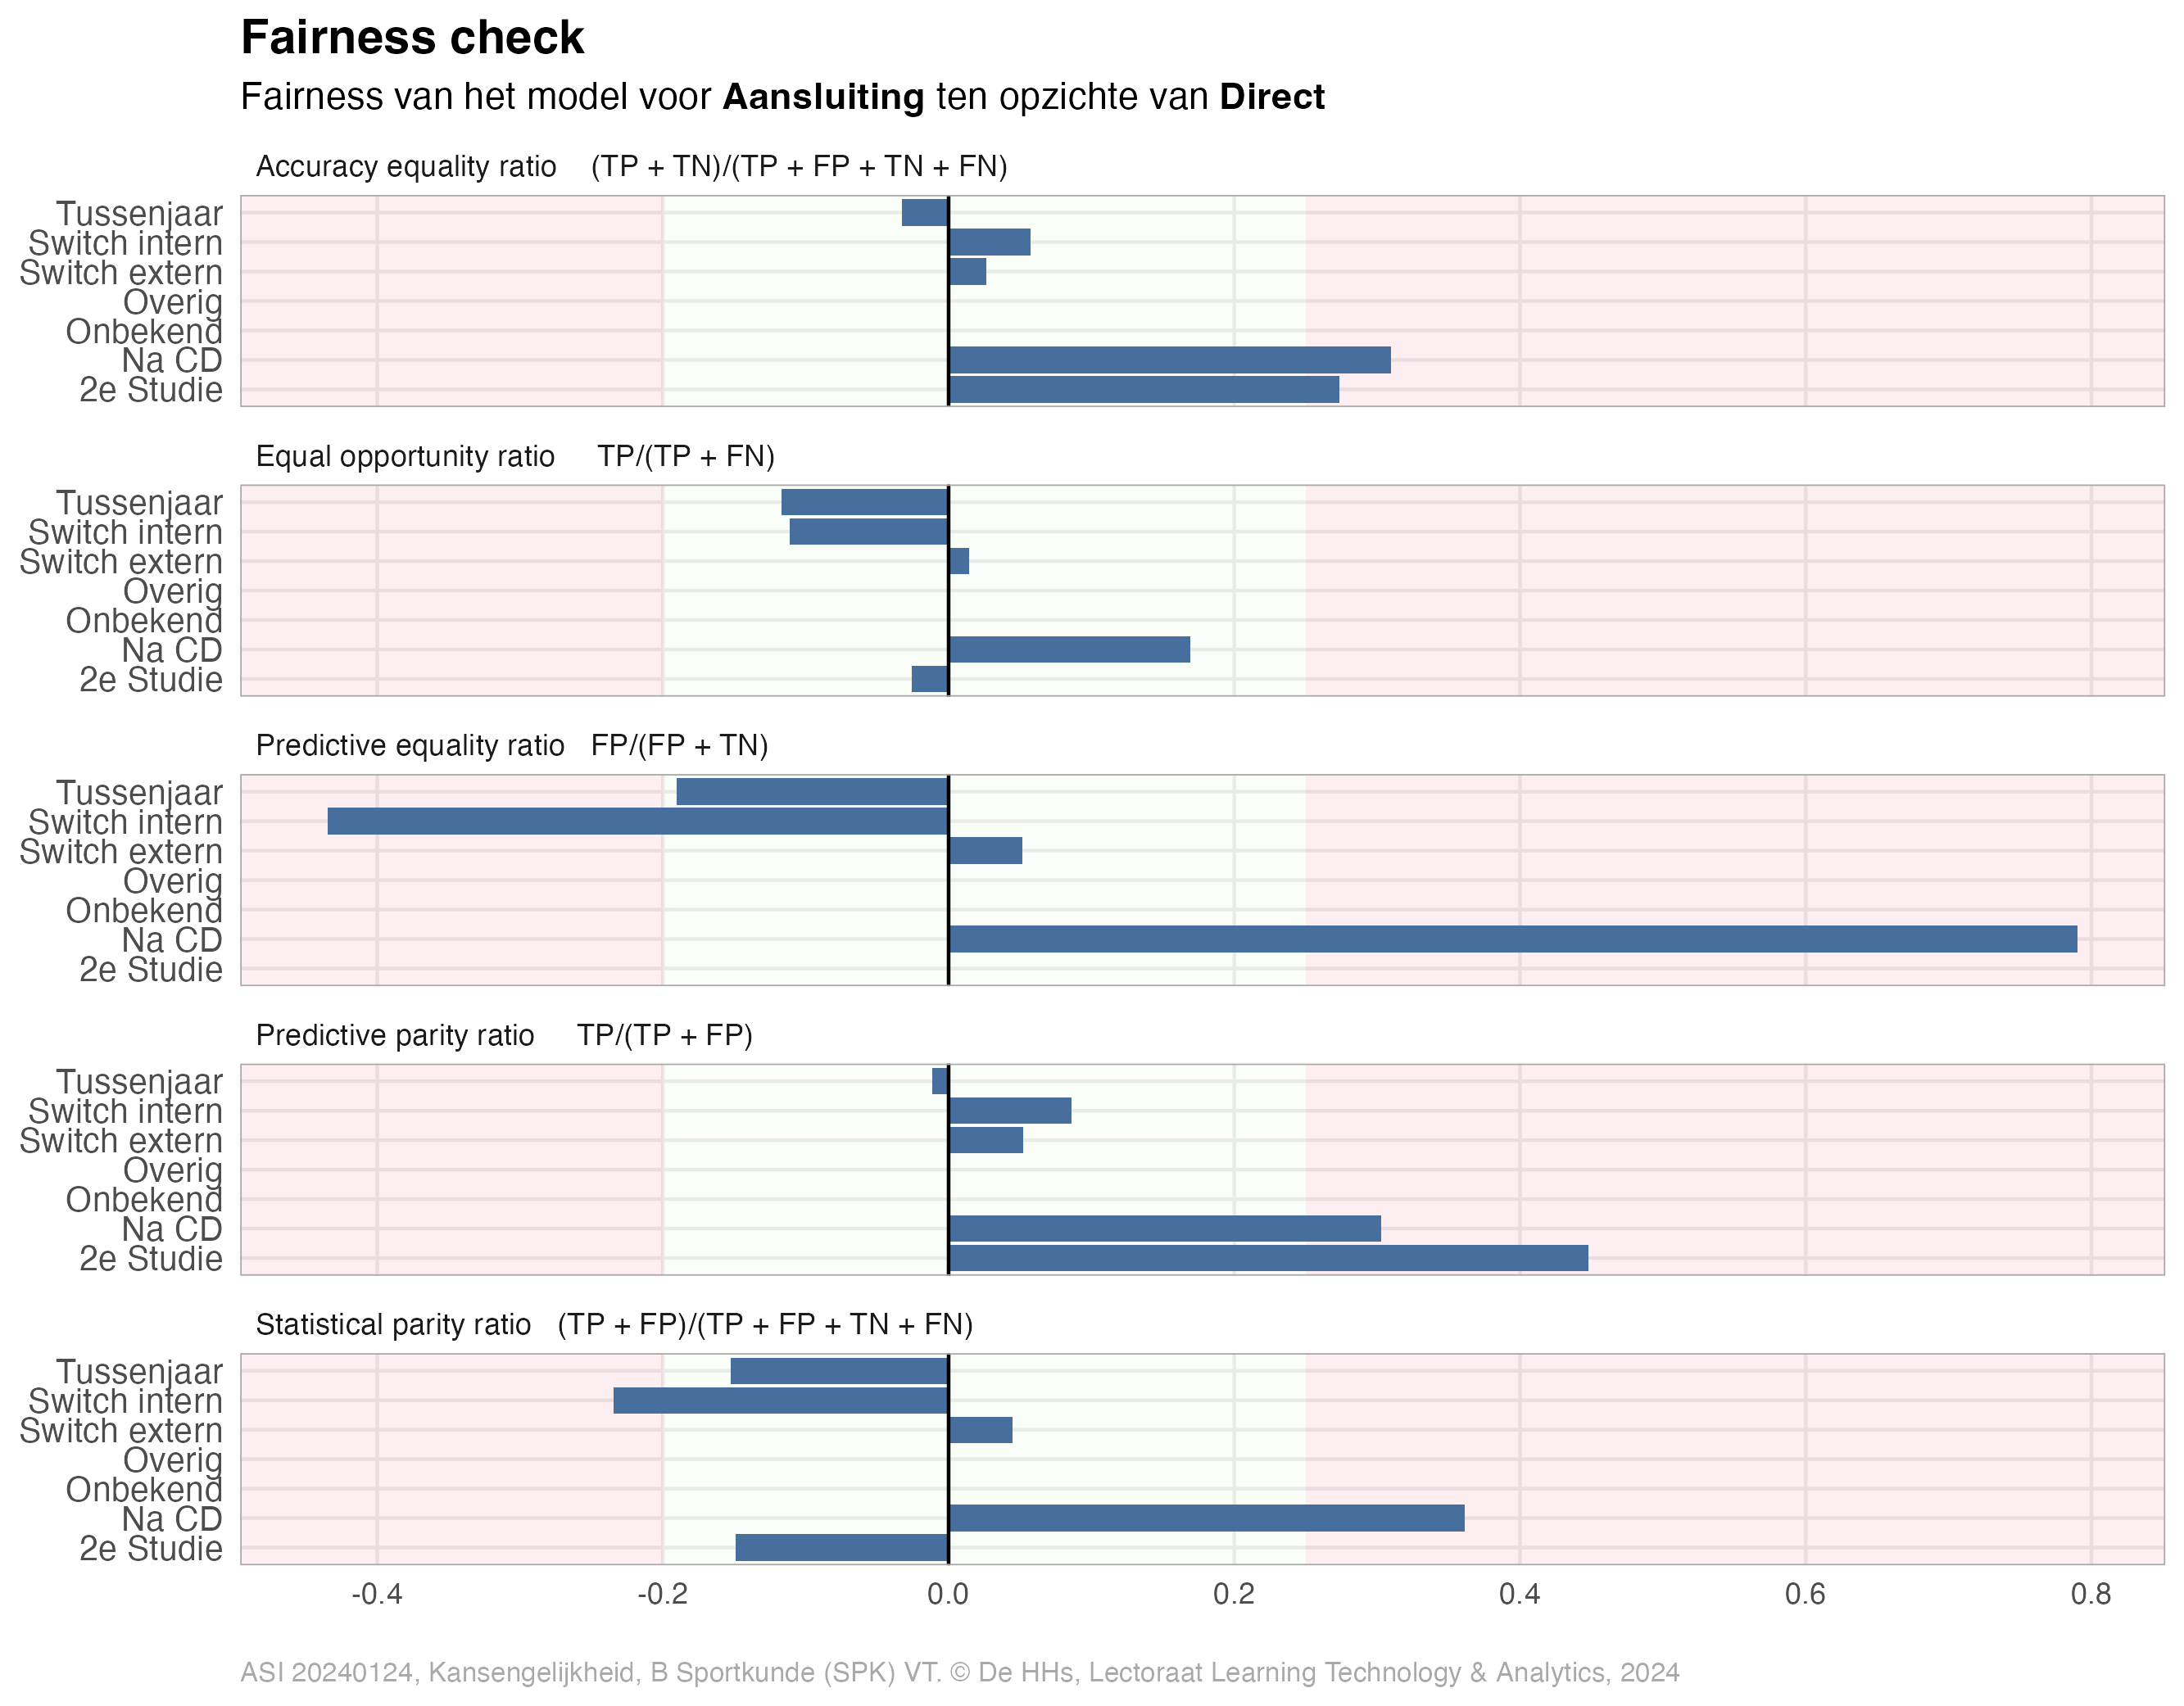 Fairness check
Fairness van het model voor Aansluiting ten opzichte van Direct
Accuracy equality ratio (TP + TN)/(TP + FP + TN + FN)
Tussenjaar
Switch intern
Switch extern
Overig
Onbekend
Na CD
2e Studie
Equal opportunity ratio TP/(TP + FN)
Tussenjaar
Switch intern
Switch extern
Overig
Onbekend
Na CD
2e Studie
Predictive equality ratio FP/(FP + TN)
Tussenjaar
Switch intern
Switch extern
Overig
Onbekend
Na CD
2e Studie
Predictive parity ratio TP/(TP + FP)
Tussenjaar
Switch intern
Switch extern
Overig
Onbekend
Na CD
2e Studie
Statistical parity ratio (TP + FP)/(TP + FP + TN + FN)
Tussenjaar
Switch intern
Switch extern
Overig
Onbekend
Na CD
2e Studie
-0.4 -0.2 0.0 0.2 0.4 0.6 0.8
ASI 20240124, Kansengelijkheid, B Sportkunde (SPK) VT. © De HHs, Lectoraat Learning Technology & Analytics, 2024